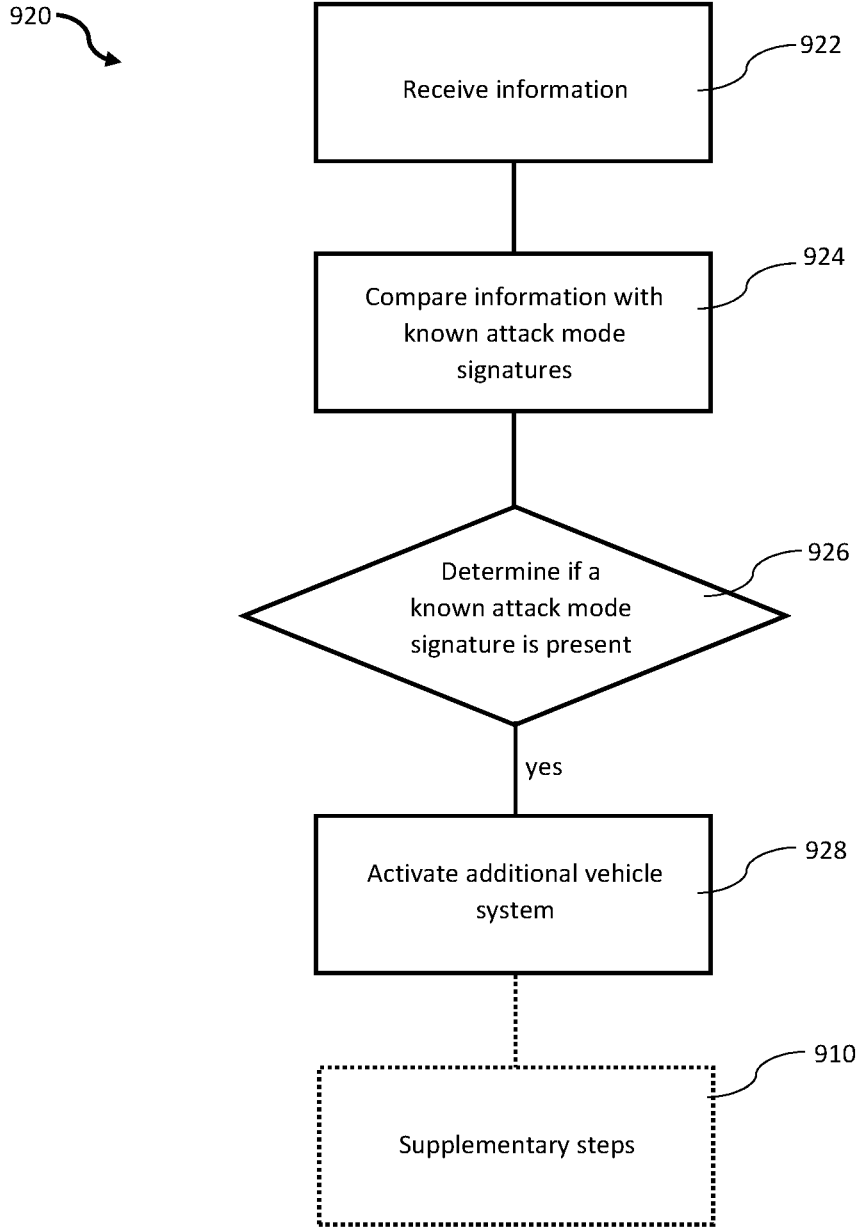 920
922
Receive information
924
Compare information with
known attack mode
signatures
926
Determine if a
known attack mode
signature is present
yes
928
Activate additional vehicle
system
910
Supplementary steps